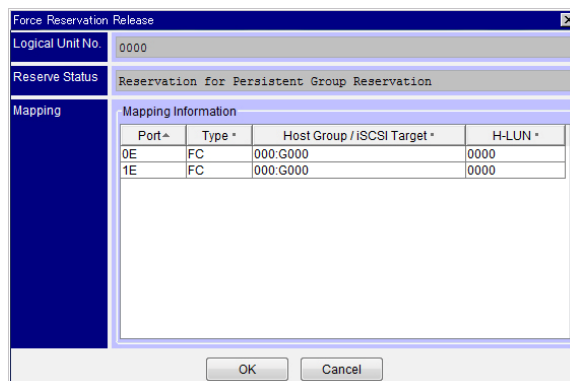 Force Reservation Release
Logical Unit No. 0000
Reserve Status Reservation for Persistent Group Reservation
Mapping
Mapping Information
Port Type Host Group / iSCSI Target H-LUN
0E FC 000:G000 0000
1E FC 000:G000 0000
OK Cancel